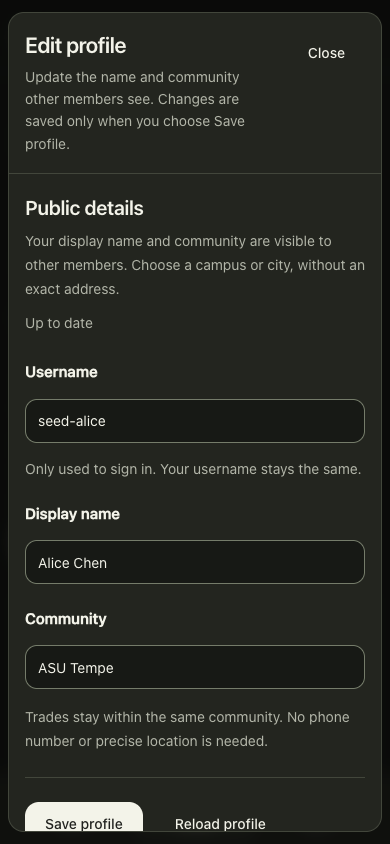 Edit profile
Close
Update the name and community
other members see. Changes are
saved only when you choose Save
profile.
Public details
Your display name and community are visible to
other members. Choose a campus or city, without an
exact address.
Up to date
Username
seed-alice
Only used to sign in. Your username stays the same.
Display name
Alice Chen
Community
ASU Tempe
Trades stay within the same community. No phone
number or precise location is needed.
Save profile
Reload profile